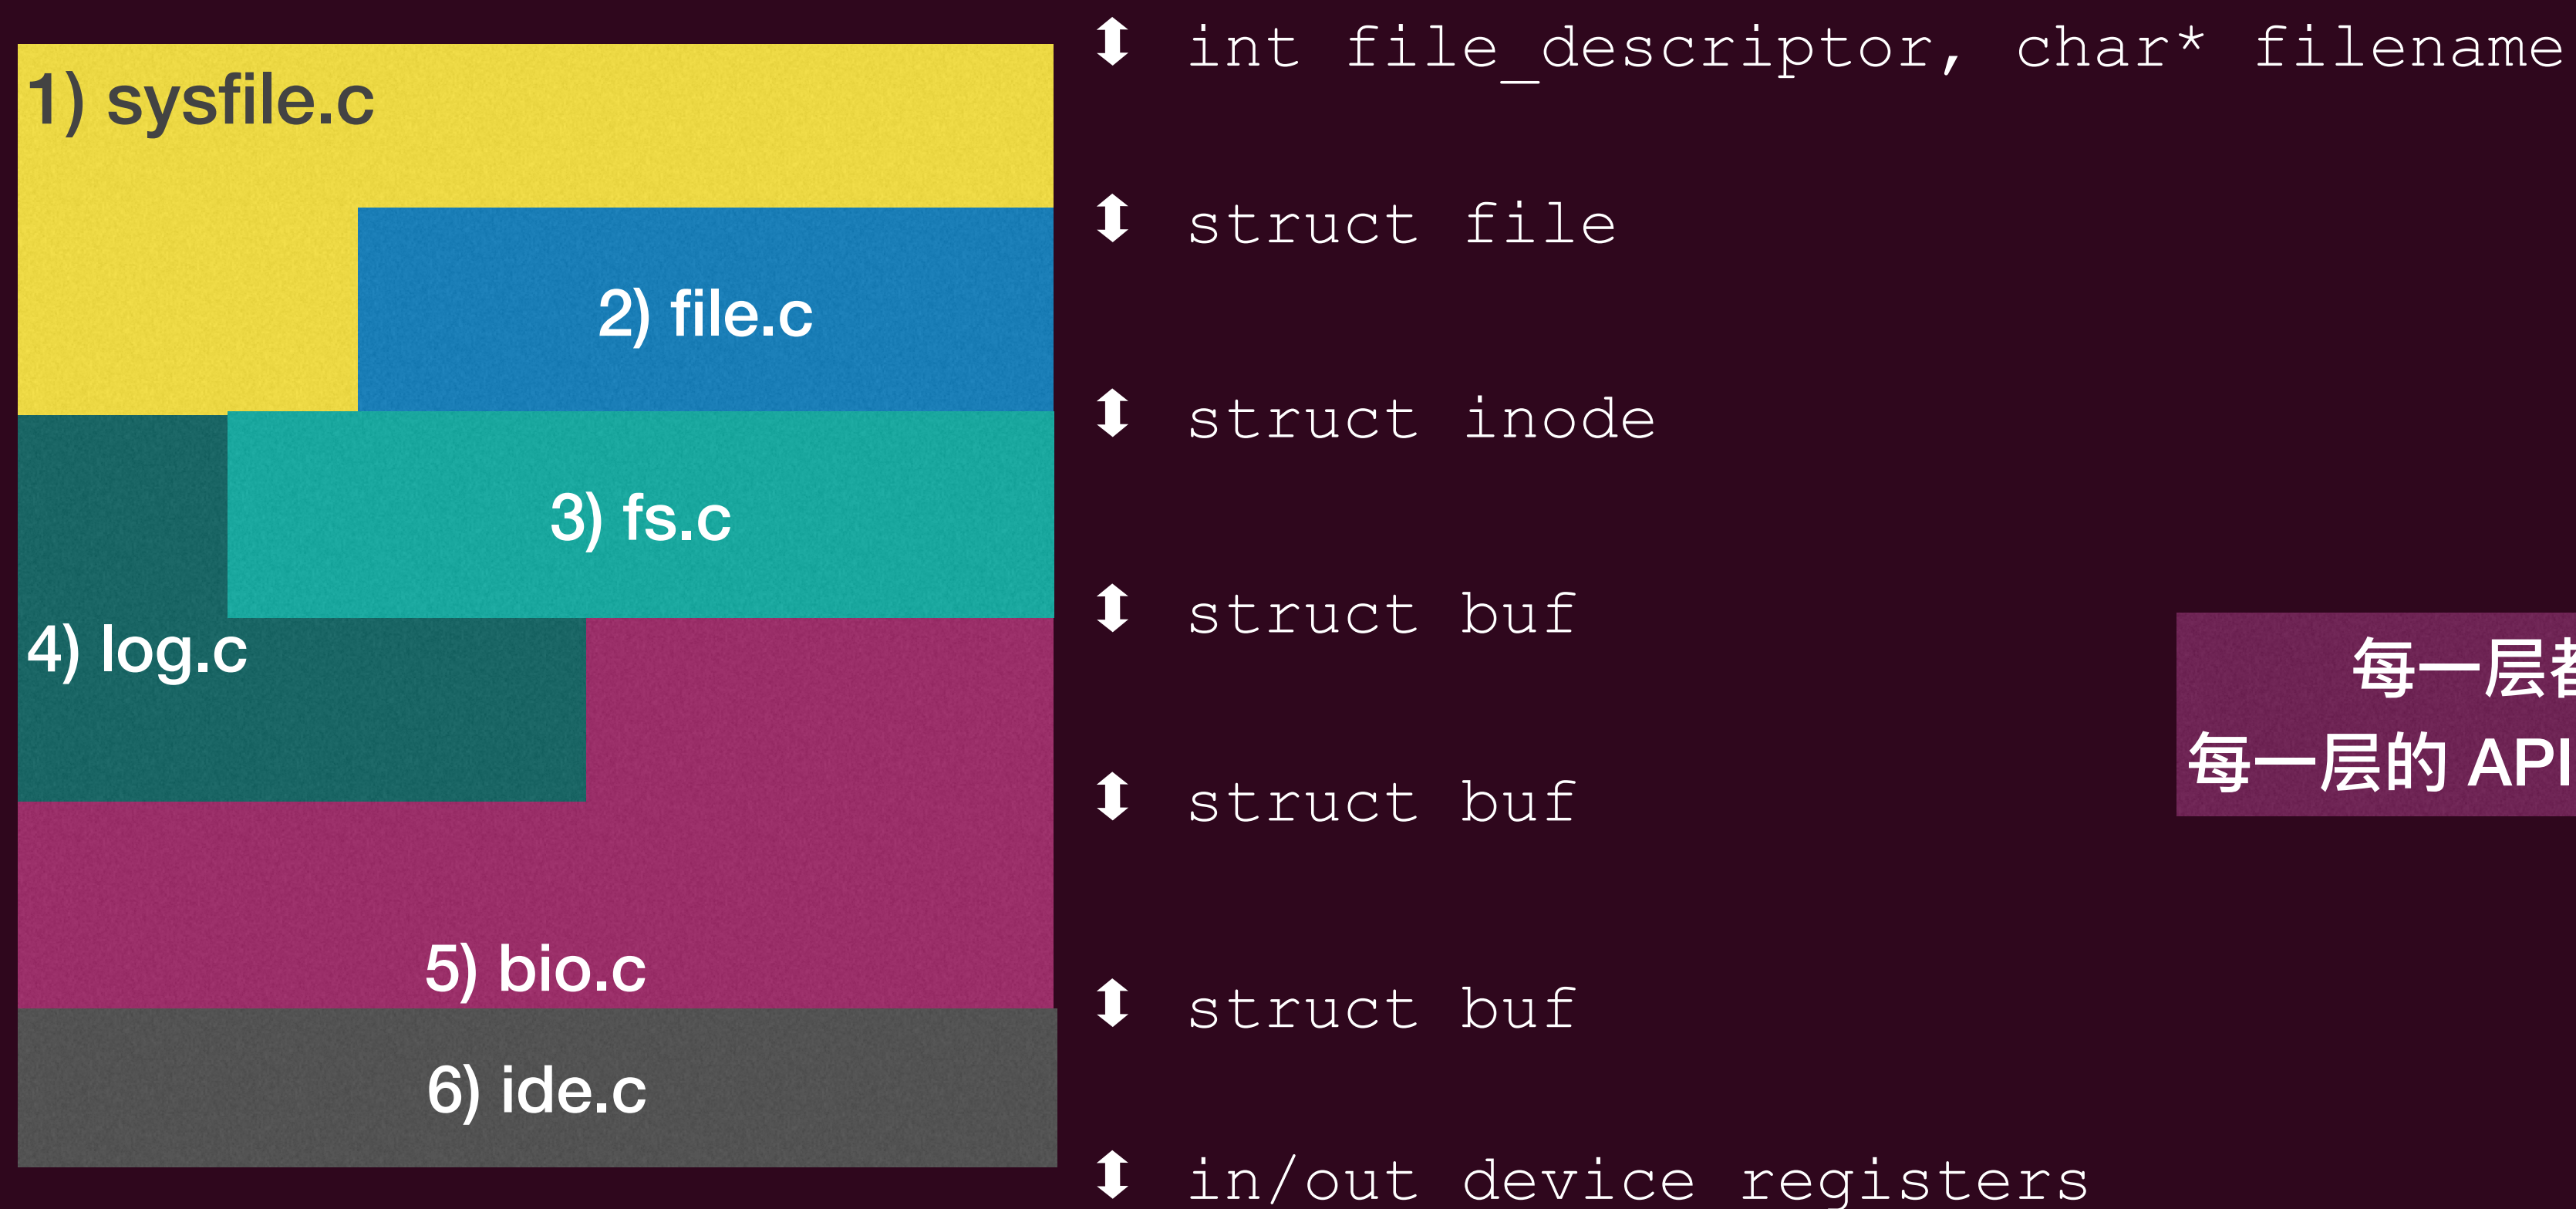 1) sysfile.c
2) file.c
3) fs.c
4) log.c
5) bio.c
6) ide.c
int file_descriptor, char* filename
struct file
struct inode
struct buf
struct buf
struct buf
in/out device registers
每一层
每一层的 API